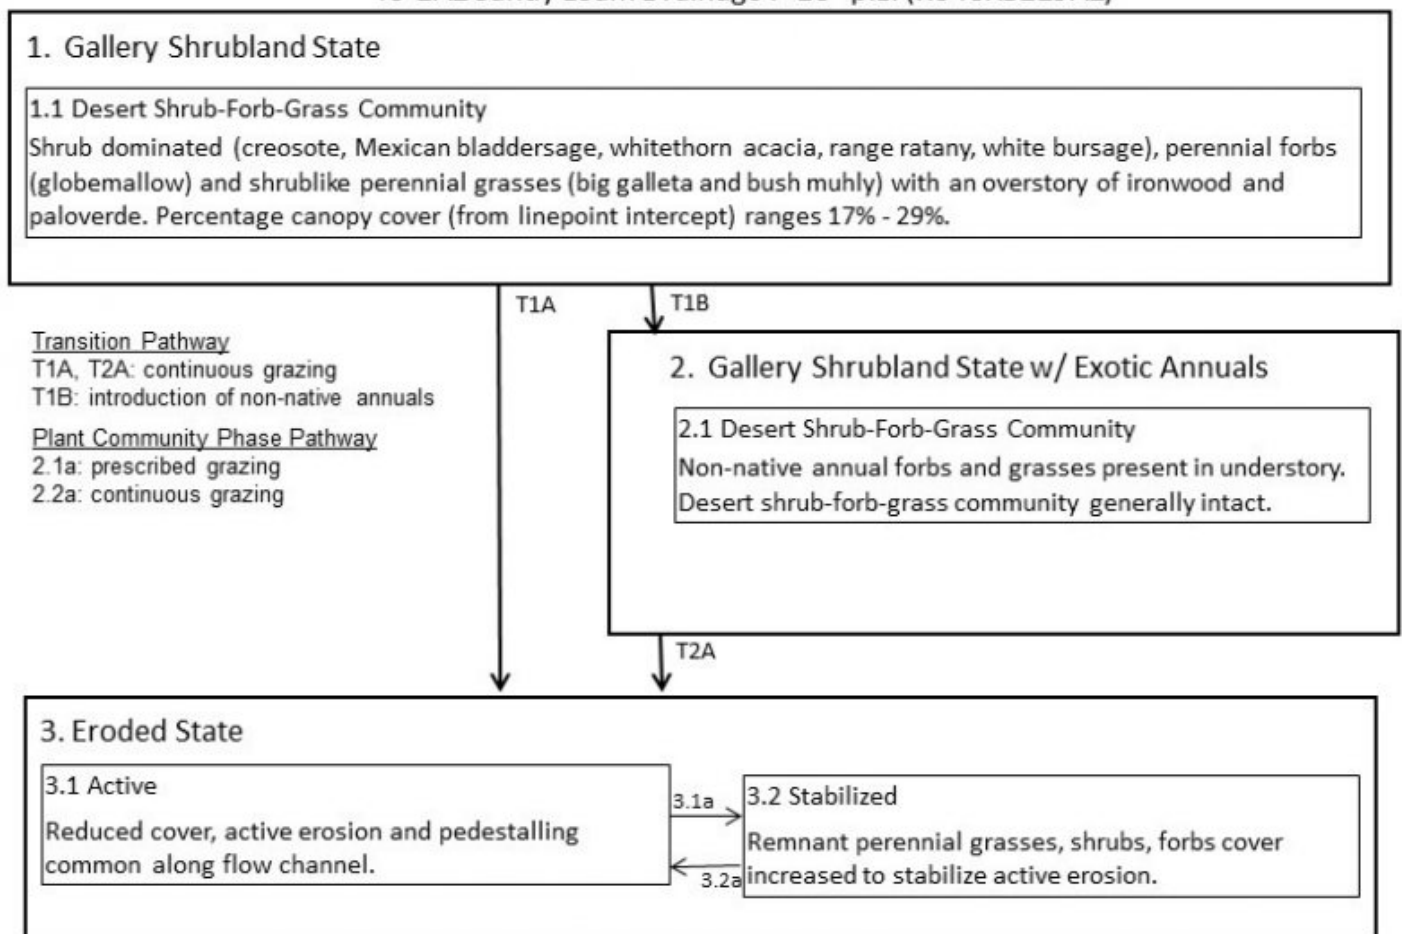 1. Gallery Shrubland State
1.1 Desert Shrub-Forb-Grass Community
Shrub dominated (creosote, Mexican bladdersage, whitethorn acacia, range ratany, white bursage), perennial forbs
(globemallow) and shrublike perennial grasses (big galleta and bush muhly) with an overstory of ironwood and
paloverde. Percentage canopy cover (from linepoint intercept) ranges 17% - 29%.
T1A
T1B
Transition Pathway
T1A, T2A: continuous grazing
T1B: introduction of non-native annuals
Plant Community Phase Pathway
2.1a: prescribed grazing
2.2a: continuous grazing
2. Gallery Shrubland State w/ Exotic Annuals
2.1 Desert Shrub-Forb-Grass Community
Non-native annual forbs and grasses present in understory.
Desert shrub-forb-grass community generally intact.
T2A
3. Eroded State
3.1 Active
Reduced cover, active erosion and pedestalling
common along flow channel.
3.1a
3.2a
3.2 Stabilized
Remnant perennial grasses, shrubs, forbs cover
increased to stabilize active erosion.